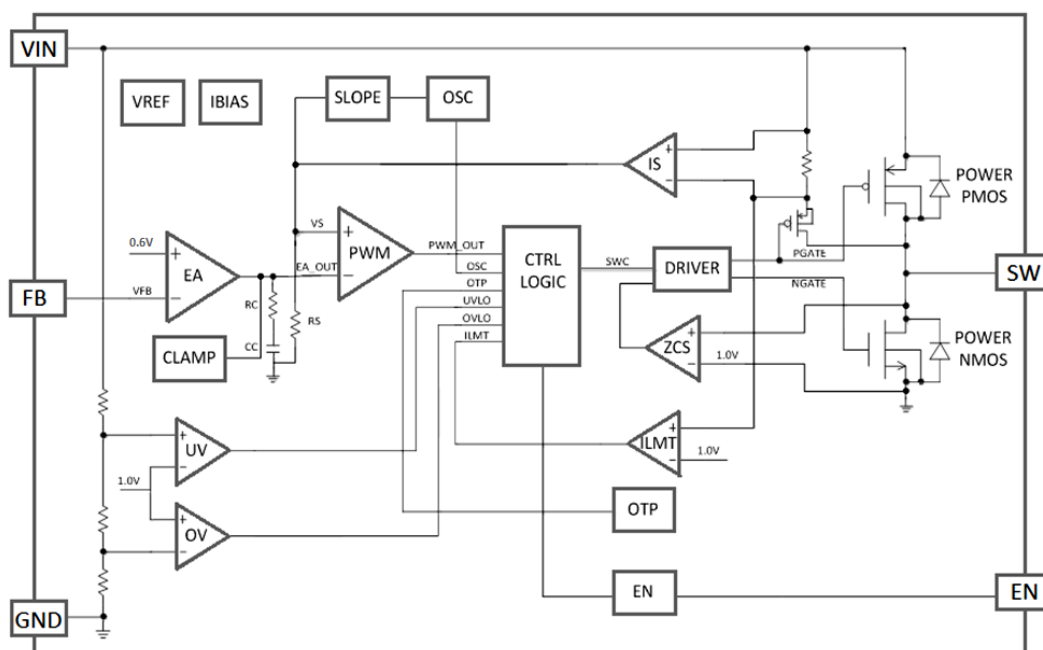 VIN
VREF
IBIAS
SLOPE
OSC
+
IS
−
POWER
PMOS
0.6V
+
EA
−
VFB
FB
VS
+
PWM
−
EA_OUT
PWM_OUT
OSC
OTP
UVLO
OVLO
ILMT
CTRL
LOGIC
SWC
DRIVER
PGATE
NGATE
SW
RC
CC
RS
CLAMP
+
ZCS
−
1.0V
POWER
NMOS
+
UV
−
1.0V
+
OV
−
+
ILMT
−
1.0V
OTP
EN
EN
GND